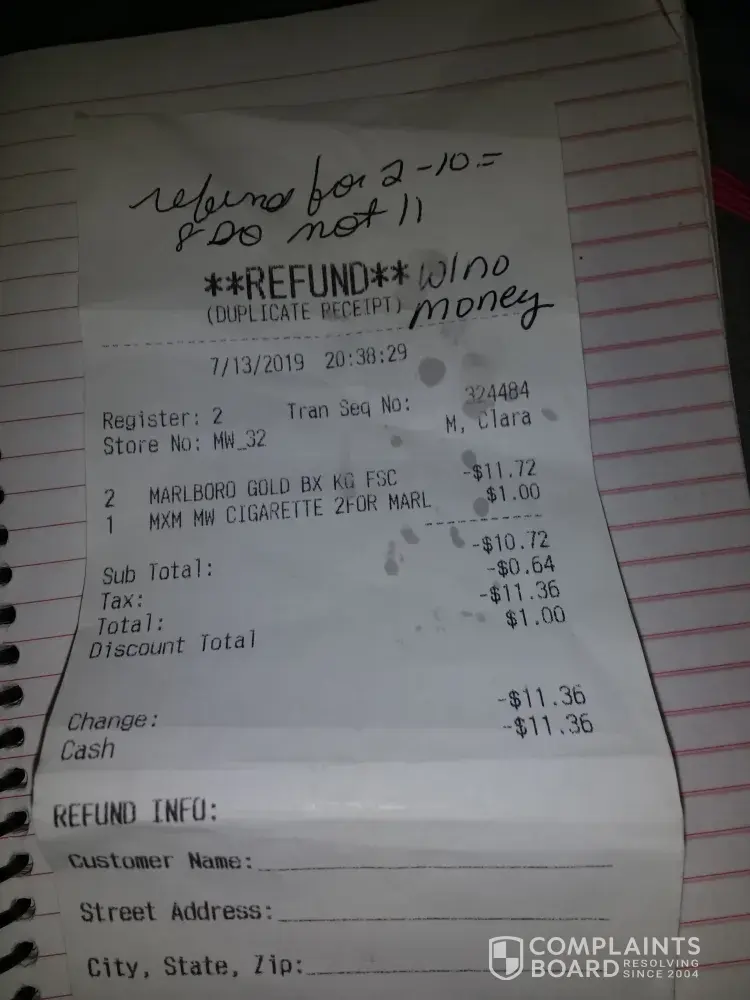 refund for 2-10=
8 DO not 11
**REFUND** w/no
(DUPLICATE RECEIPT) money
7/13/2019 20:38:29
Register: 2 Tran Seq No: 324484
Store No: MW_32 M, Clara
2 MARLBORO GOLD BX KG FSC -$11.72
1 MXM MW CIGARETTE 2FOR MARL $1.00
Sub Total: -$10.72
Tax: -$0.64
Total: -$11.36
Discount Total $1.00
Change: -$11.36
Cash -$11.36
REFUND INFO:
Customer Name:
Street Address:
City, State, Zip:
COMPLAINTS
BOARD RESOLVING SINCE 2004